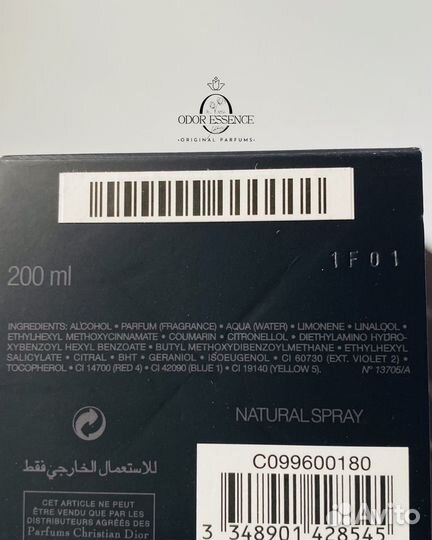 ODOR ESSENCE
• ORIGINAL PARFUMS •
200 ml
1F01
INGREDIENTS: ALCOHOL • PARFUM (FRAGRANCE) • AQUA (WATER) • LIMONENE • LINALOOL •
ETHYLHEXYL METHOXYCINNAMATE • COUMARIN • CITRONELLOL • DIETHYLAMINO HYDRO-
XYBENZOYL HEXYL BENZOATE • BUTYL METHOXYDIBENZOYLMETHANE • ETHYLHEXYL
SALICYLATE • CITRAL • BHT • GERANIOL • ISOEUGENOL • CI 60730 (EXT. VIOLET 2) •
TOCOPHEROL • CI 14700 (RED 4) • CI 42090 (BLUE 1) • CI 19140 (YELLOW 5).
N° 13705/A
NATURAL SPRAY
للاستعمال الخارجي فقط
C099600180
CET ARTICLE NE PEUT
ÊTRE VENDU QUE PAR LES
DISTRIBUTEURS AGRÉÉS DES
Parfums Christian Dior
3 348901 428545
Avito